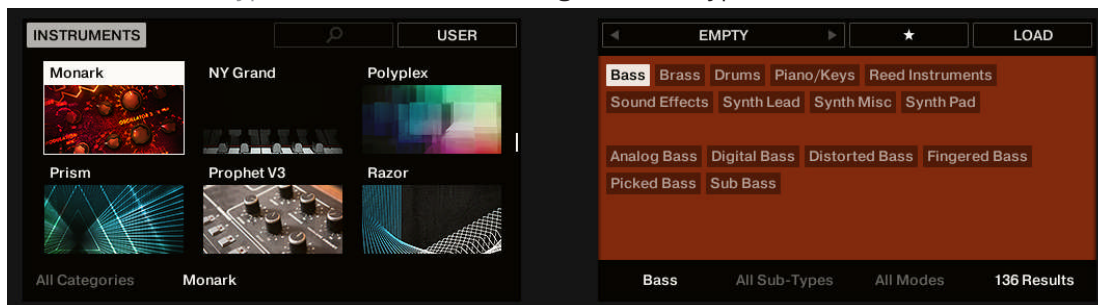 INSTRUMENTS USER
Monark NY Grand Polyplex
Prism Prophet V3 Razor
All Categories Monark
EMPTY ★ LOAD
Bass Brass Drums Piano/Keys Reed Instruments
Sound Effects Synth Lead Synth Misc Synth Pad
Analog Bass Digital Bass Distorted Bass Fingered Bass
Picked Bass Sub Bass
Bass All Sub-Types All Modes 136 Results